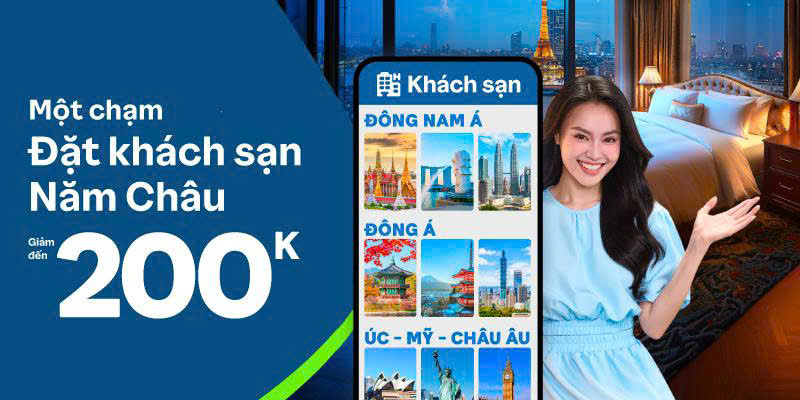 Một chạm
Đặt khách sạn
Năm Châu
Giảm
đến
200K
Khách sạn
ĐÔNG NAM Á
ĐÔNG Á
ÚC - MỸ - CHÂU ÂU